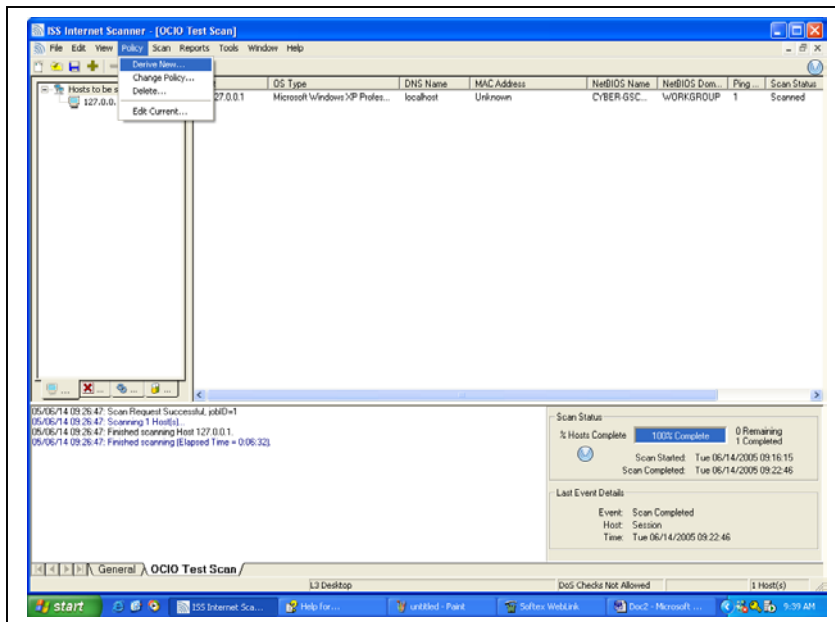 ISS Internet Scanner - [OCIO Test Scan]
File Edit View Policy Scan Reports Tools Window Help
Derive New...
Change Policy...
Delete...
Edit Current...
Hosts to be s
127.0.0.
OS Type DNS Name MAC Address NetBIOS Name NetBIOS Dom... Ping ... Scan Status
27.0.0.1 Microsoft Windows XP Profes... localhost Unknown CYBER-GSC... WORKGROUP 1 Scanned
... ... ... ...
05/06/14 09:26:47: Scan Request Successful, jobID=1
05/06/14 09:26:47: Scanning 1 Host(s)...
05/06/14 09:26:47: Finished scanning Host 127.0.0.1.
05/06/14 09:26:47: Finished scanning (Elapsed Time = 0:06:32).
Scan Status
% Hosts Complete 100% Complete 0 Remaining
1 Completed
Scan Started: Tue 06/14/2005 09:16:15
Scan Completed: Tue 06/14/2005 09:22:46
Last Event Details
Event: Scan Completed
Host: Session
Time: Tue 06/14/2005 09:22:46
General OCIO Test Scan
L3 Desktop DoS Checks Not Allowed 1 Host(s)
start ISS Internet Sca... Help for... untitled - Paint Softex WebLink Doc2 - Microsoft ... 9:39 AM